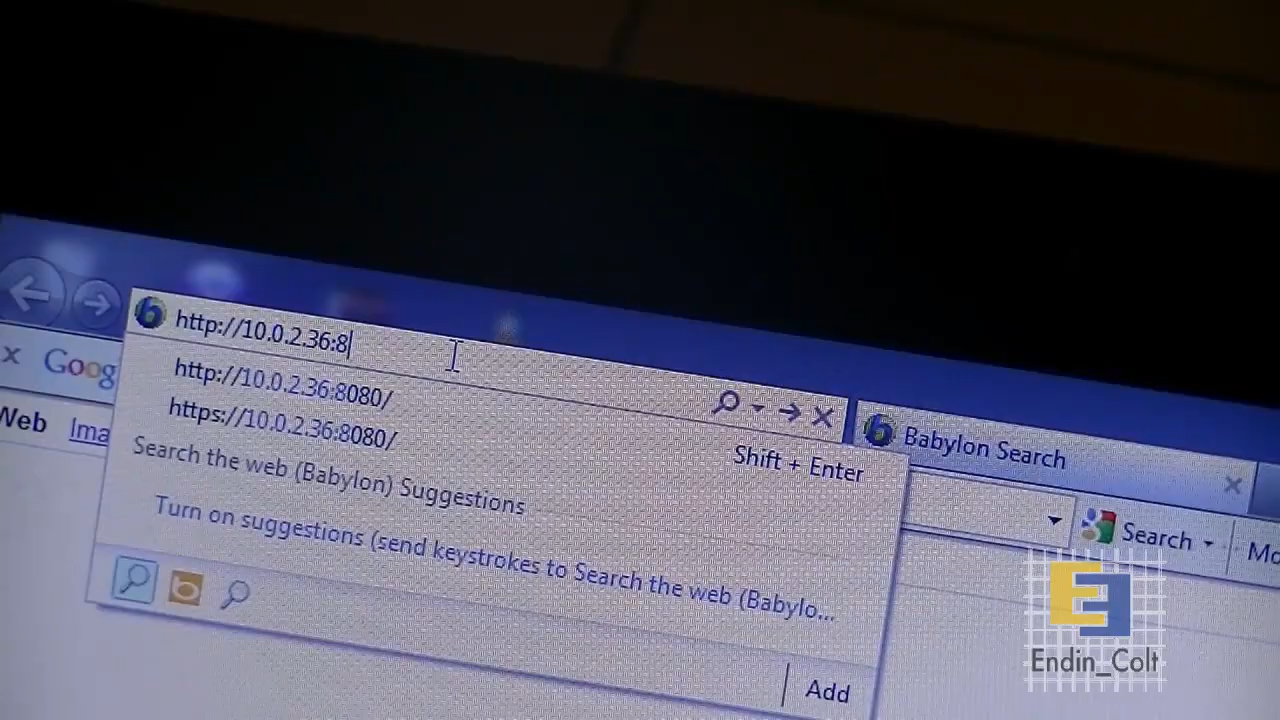 http://10.0.2.36:8
x Goog
http://10.0.2.36:8080/
https://10.0.2.36:8080/
Shift + Enter
Babylon Search
Web Ima
Search the web (Babylon) Suggestions
Turn on suggestions (send keystrokes to Search the web (Babylo...
Search
Mo
Add
Endin_Colt